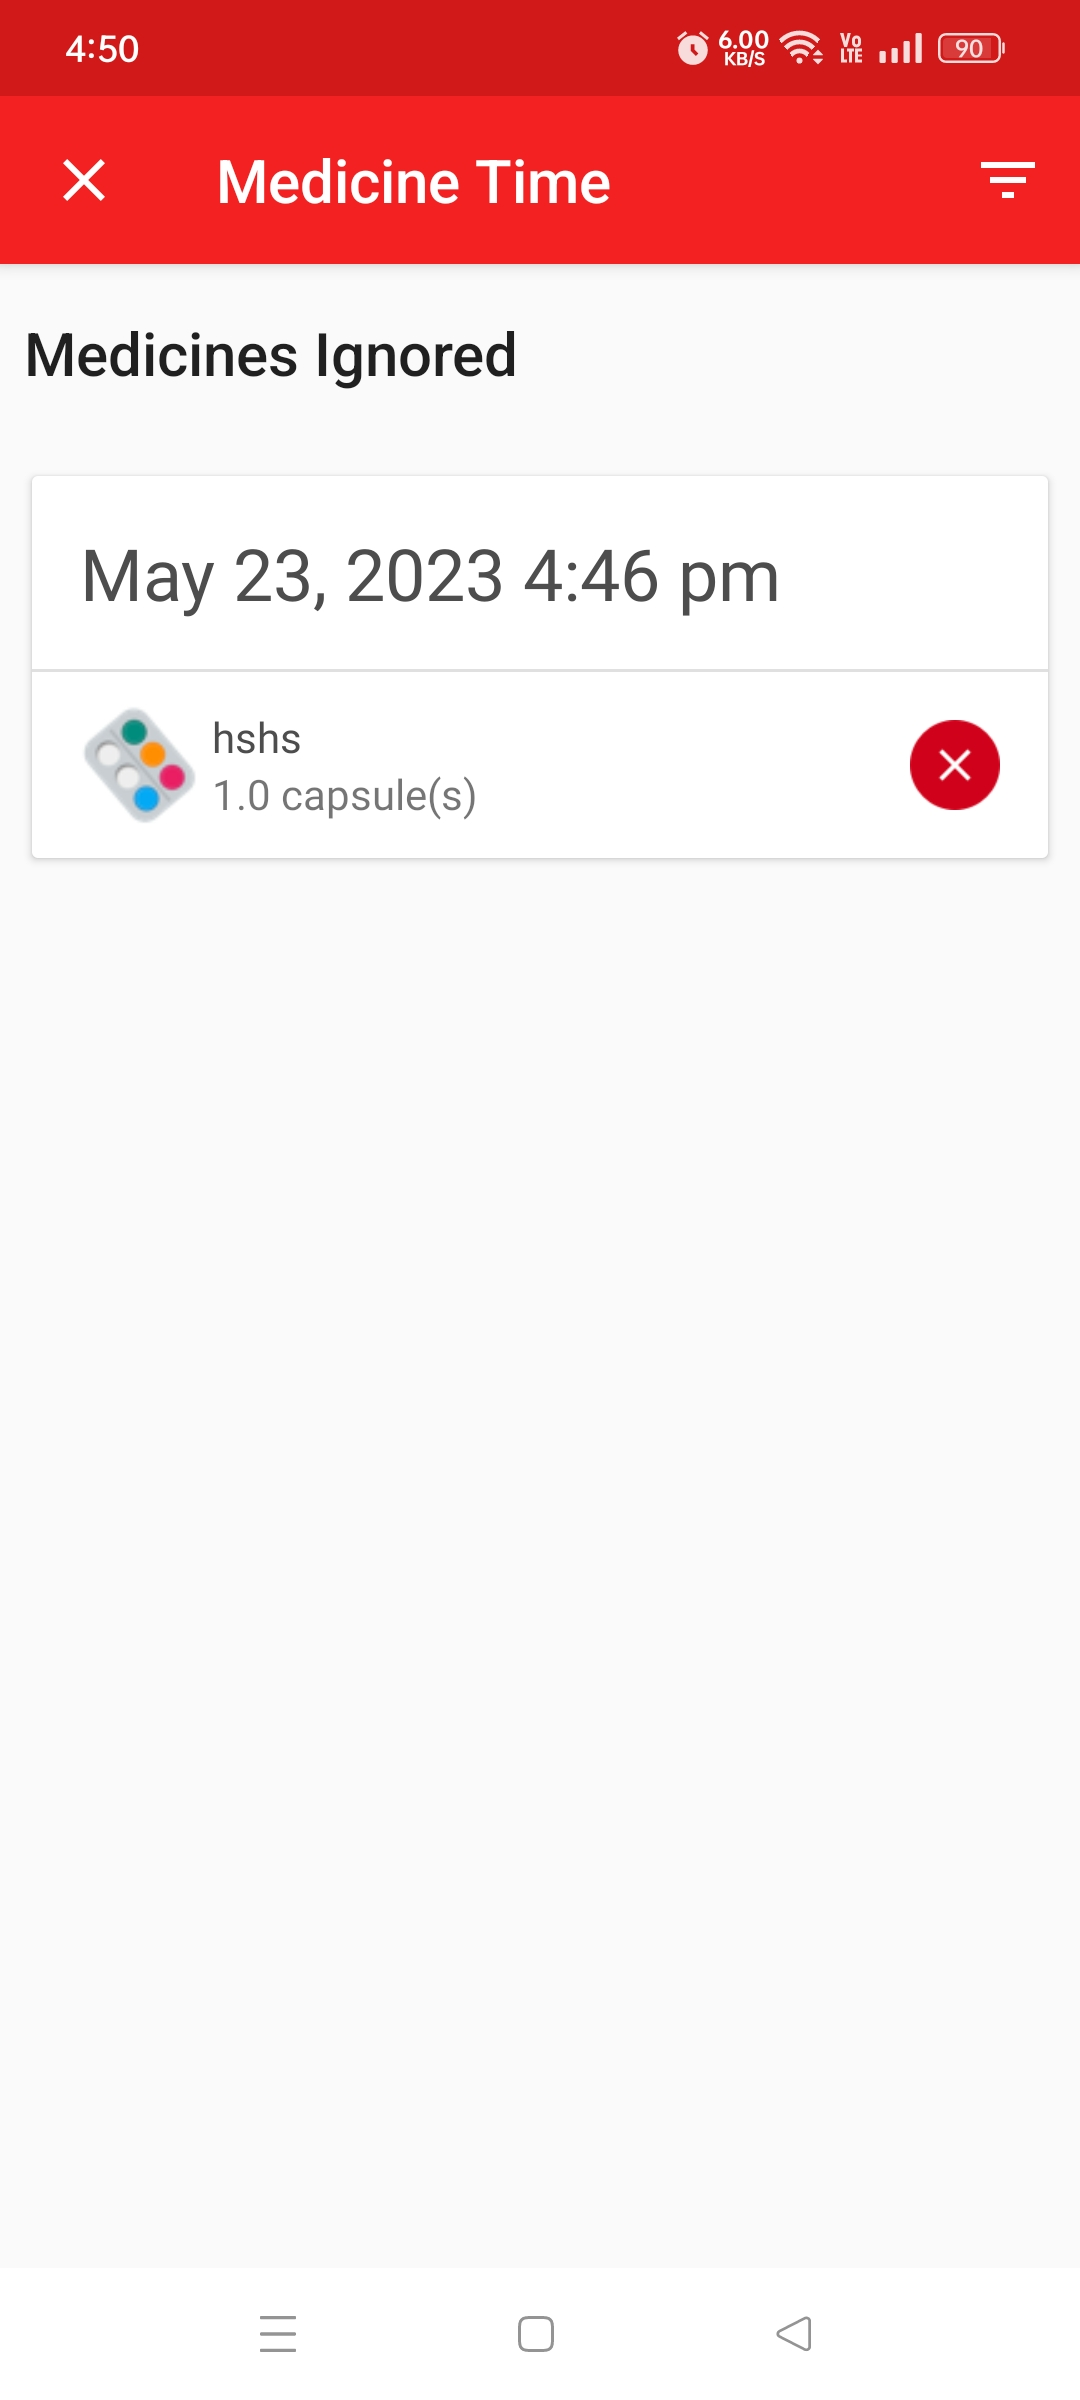 4:50
6.00
KB/S
Vo
LTE
90
Medicine Time
Medicines Ignored
May 23, 2023 4:46 pm
hshs
1.0 capsule(s)